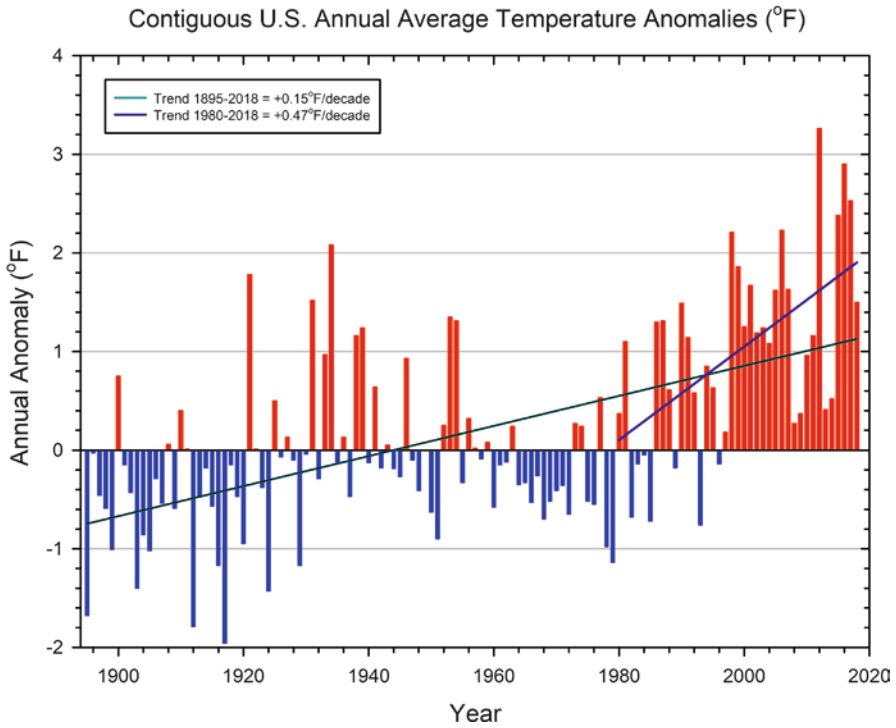 Contiguous U.S. Annual Average Temperature Anomalies (°F)
4
Trend 1895-2018 = +0.15°F/decade
Trend 1980-2018 = +0.47°F/decade
3
2
1
0
-1
-2
Annual Anomaly (°F)
1900 1920 1940 1960 1980 2000 2020
Year